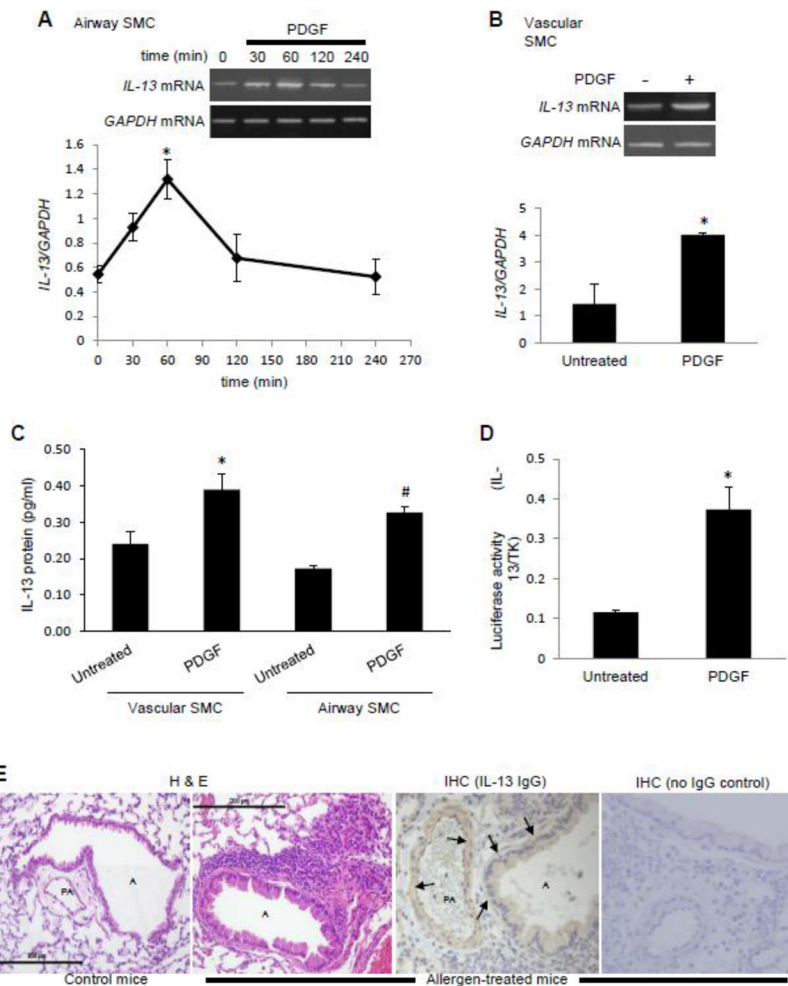 A Airway SMC
PDGF
time (min) 0 30 60 120 240
IL-13 mRNA
GAPDH mRNA
1.6
1.4
*
1.2
1
0.8
0.6
0.4
0.2
0
IL-13/GAPDH
0 30 60 90 120 150 180 210 240 270
time (min)
B Vascular
SMC
PDGF - +
IL-13 mRNA
GAPDH mRNA
5
4
3
2
1
0
*
IL-13/GAPDH
Untreated PDGF
C
0.50
0.40
0.30
0.20
0.10
0.00
* #
IL-13 protein (pg/ml)
Untreated PDGF Untreated PDGF
Vascular SMC Airway SMC
D
0.5
0.4
0.3
0.2
0.1
0
*
Luciferase activity (IL-
13/TK)
Untreated PDGF
E
H & E IHC (IL-13 IgG) IHC (no IgG control)
200 µm
PA A
A
PA A
200 µm
Control mice Allergen-treated mice